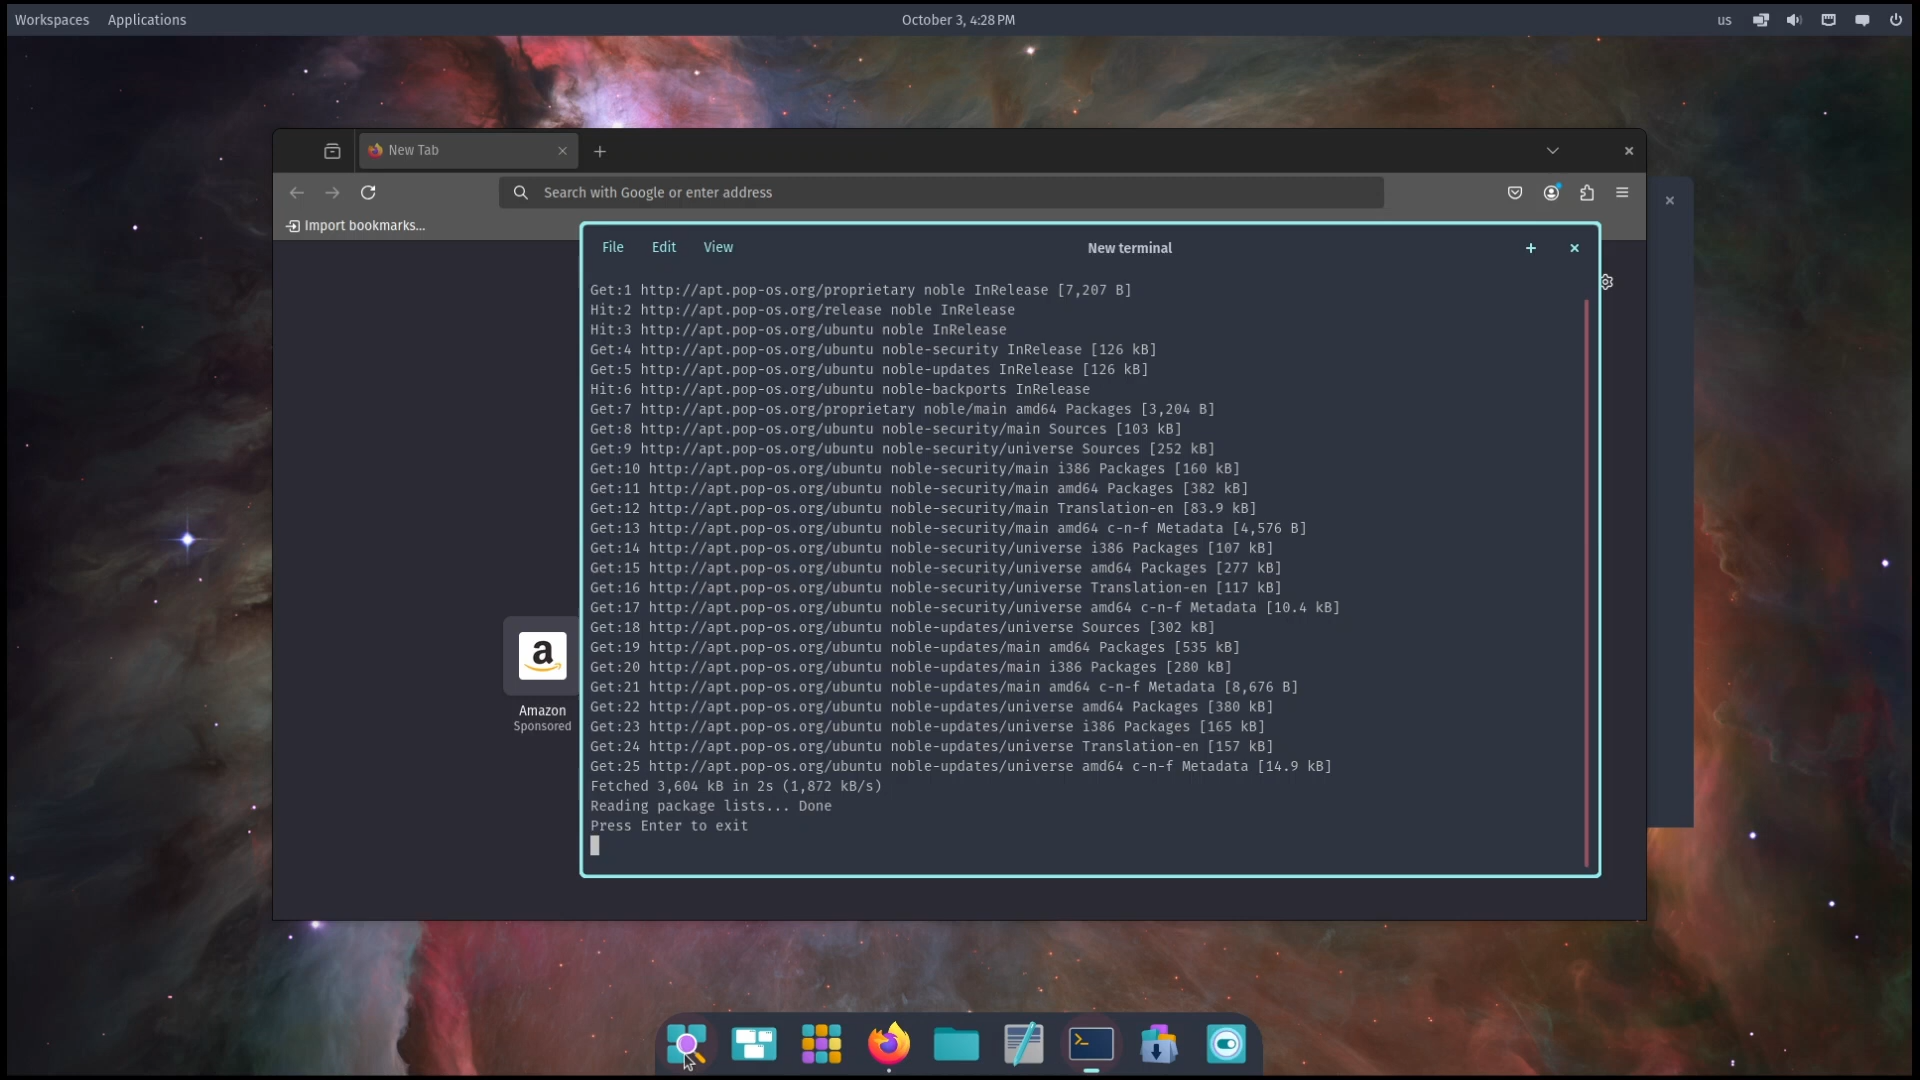 Workspaces Applications October 3, 4:28 PM us
New Tab
Search with Google or enter address
Import bookmarks...
File Edit View New terminal
Get:1 http://apt.pop-os.org/proprietary noble InRelease [7,207 B]
Hit:2 http://apt.pop-os.org/release noble InRelease
Hit:3 http://apt.pop-os.org/ubuntu noble InRelease
Get:4 http://apt.pop-os.org/ubuntu noble-security InRelease [126 kB]
Get:5 http://apt.pop-os.org/ubuntu noble-updates InRelease [126 kB]
Hit:6 http://apt.pop-os.org/ubuntu noble-backports InRelease
Get:7 http://apt.pop-os.org/proprietary noble/main amd64 Packages [3,204 B]
Get:8 http://apt.pop-os.org/ubuntu noble-security/main Sources [103 kB]
Get:9 http://apt.pop-os.org/ubuntu noble-security/universe Sources [252 kB]
Get:10 http://apt.pop-os.org/ubuntu noble-security/main i386 Packages [160 kB]
Get:11 http://apt.pop-os.org/ubuntu noble-security/main amd64 Packages [382 kB]
Get:12 http://apt.pop-os.org/ubuntu noble-security/main Translation-en [83.9 kB]
Get:13 http://apt.pop-os.org/ubuntu noble-security/main amd64 c-n-f Metadata [4,576 B]
Get:14 http://apt.pop-os.org/ubuntu noble-security/universe i386 Packages [107 kB]
Get:15 http://apt.pop-os.org/ubuntu noble-security/universe amd64 Packages [277 kB]
Get:16 http://apt.pop-os.org/ubuntu noble-security/universe Translation-en [117 kB]
Get:17 http://apt.pop-os.org/ubuntu noble-security/universe amd64 c-n-f Metadata [10.4 kB]
Get:18 http://apt.pop-os.org/ubuntu noble-updates/universe Sources [302 kB]
Get:19 http://apt.pop-os.org/ubuntu noble-updates/main amd64 Packages [535 kB]
Get:20 http://apt.pop-os.org/ubuntu noble-updates/main i386 Packages [280 kB]
Get:21 http://apt.pop-os.org/ubuntu noble-updates/main amd64 c-n-f Metadata [8,676 B]
Get:22 http://apt.pop-os.org/ubuntu noble-updates/universe amd64 Packages [380 kB]
Get:23 http://apt.pop-os.org/ubuntu noble-updates/universe i386 Packages [165 kB]
Get:24 http://apt.pop-os.org/ubuntu noble-updates/universe Translation-en [157 kB]
Get:25 http://apt.pop-os.org/ubuntu noble-updates/universe amd64 c-n-f Metadata [14.9 kB]
Fetched 3,604 kB in 2s (1,872 kB/s)
Reading package lists... Done
Press Enter to exit
a
Amazon
Sponsored